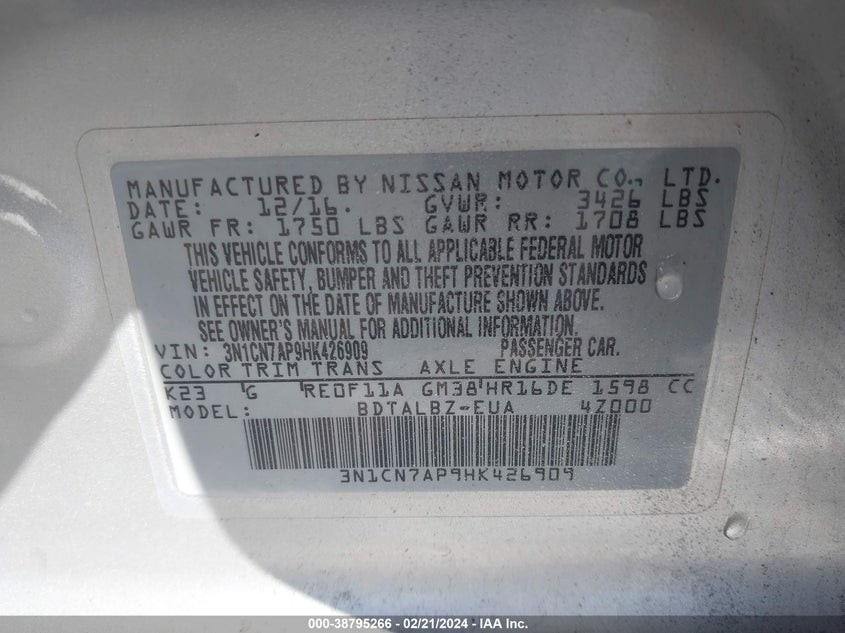 MANUFACTURED BY NISSAN MOTOR CO., LTD.
DATE: 12/16. GVWR: 3426 LBS
GAWR FR: 1750 LBS GAWR RR: 1708 LBS
THIS VEHICLE CONFORMS TO ALL APPLICABLE FEDERAL MOTOR
VEHICLE SAFETY, BUMPER AND THEFT PREVENTION STANDARDS
IN EFFECT ON THE DATE OF MANUFACTURE SHOWN ABOVE.
SEE OWNER'S MANUAL FOR ADDITIONAL INFORMATION.
VIN: 3N1CN7AP9HK426909 PASSENGER CAR.
COLOR TRIM TRANS AXLE ENGINE
K23 G RE0F11A GM38 HR16DE 1598 CC
MODEL: BDTALBZ-EUA 4Z000
3N1CN7AP9HK426909
000-38795266 - 02/21/2024 - IAA Inc.